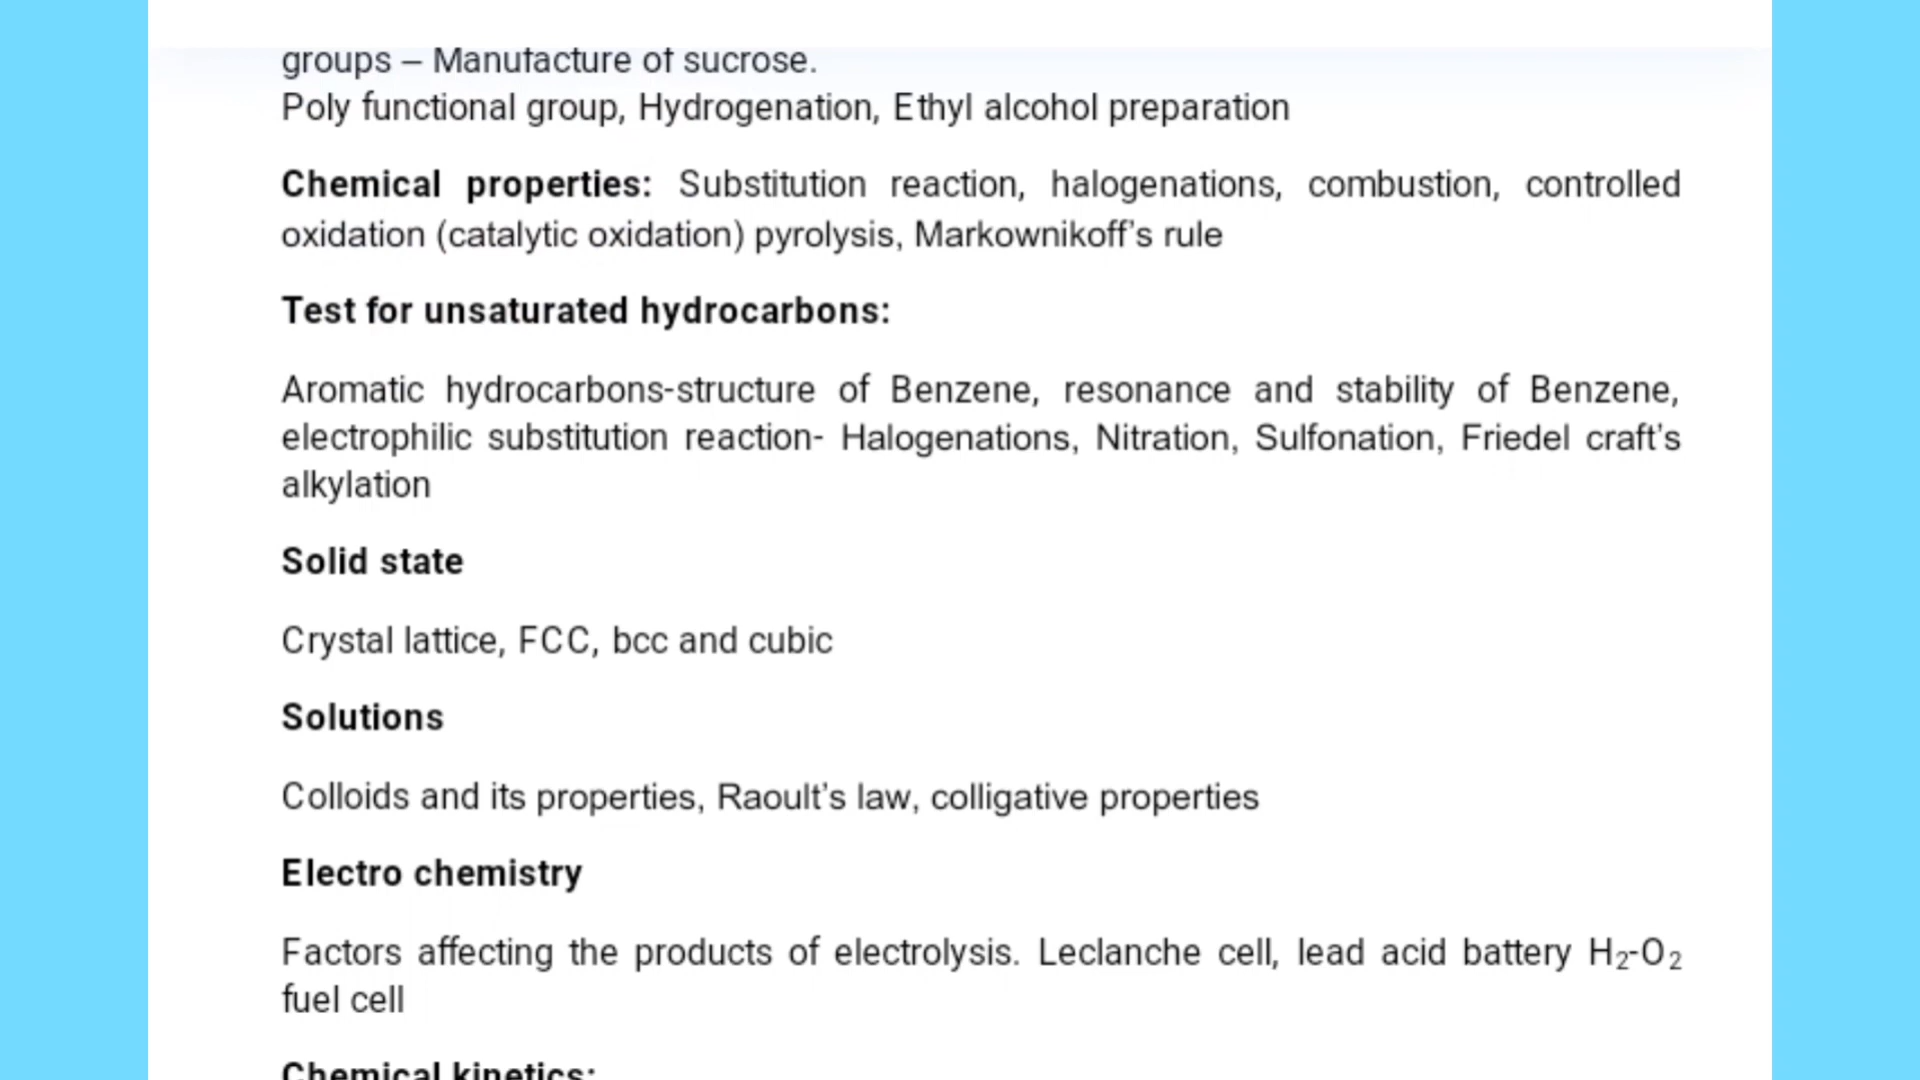 groups – Manufacture of sucrose.
Poly functional group, Hydrogenation, Ethyl alcohol preparation
Chemical properties: Substitution reaction, halogenations, combustion, controlled
oxidation (catalytic oxidation) pyrolysis, Markownikoff’s rule
Test for unsaturated hydrocarbons:
Aromatic hydrocarbons-structure of Benzene, resonance and stability of Benzene,
electrophilic substitution reaction- Halogenations, Nitration, Sulfonation, Friedel craft’s
alkylation
Solid state
Crystal lattice, FCC, bcc and cubic
Solutions
Colloids and its properties, Raoult’s law, colligative properties
Electro chemistry
Factors affecting the products of electrolysis. Leclanche cell, lead acid battery H₂-O₂
fuel cell
Chemical kinetics: